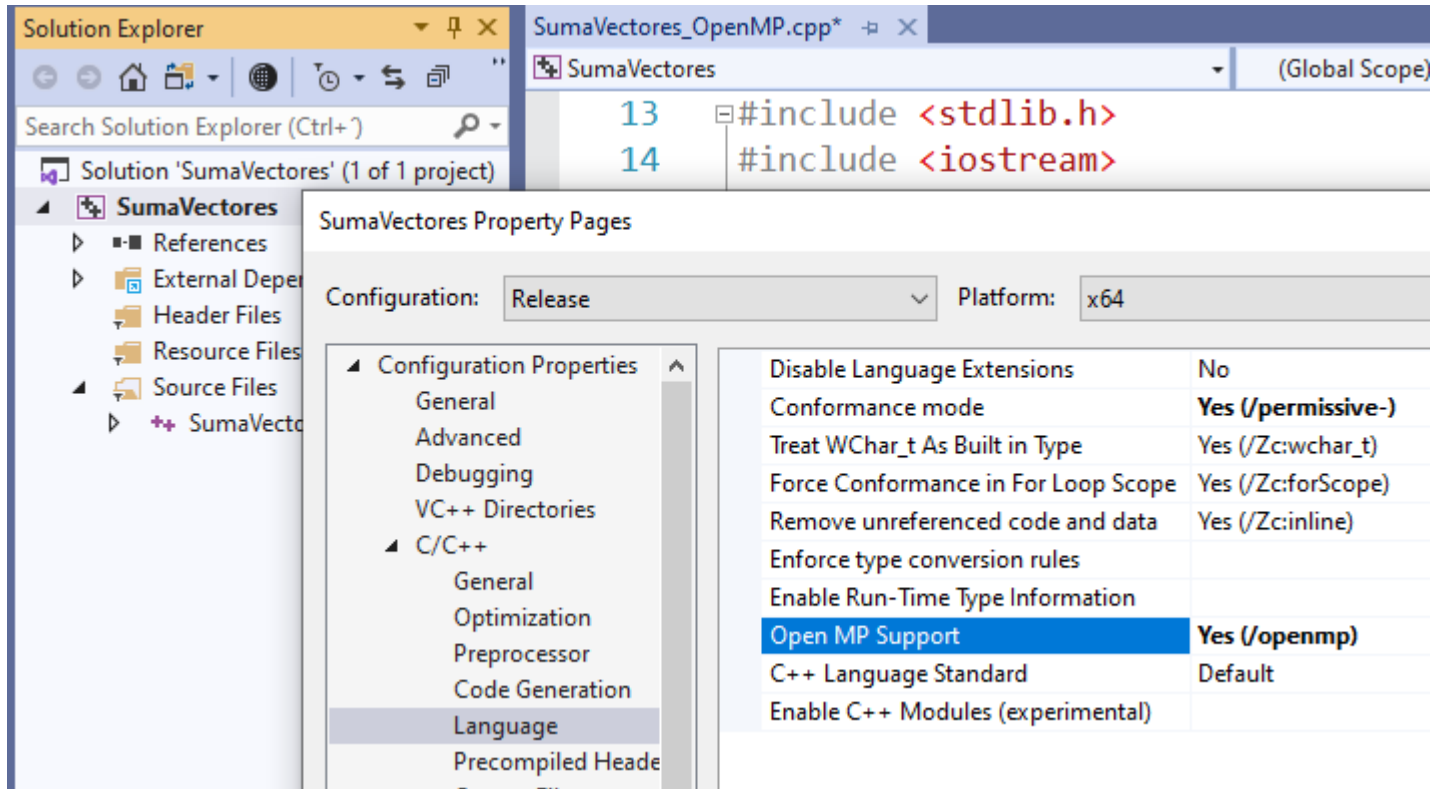 Solution Explorer
Search Solution Explorer (Ctrl+´)
Solution 'SumaVectores' (1 of 1 project)
SumaVectores
References
External Deper
Header Files
Resource Files
Source Files
SumaVecto
SumaVectores_OpenMP.cpp*
SumaVectores
(Global Scope)
13 #include <stdlib.h>
14 #include <iostream>
SumaVectores Property Pages
Configuration: Release Platform: x64
Configuration Properties
General
Advanced
Debugging
VC++ Directories
C/C++
General
Optimization
Preprocessor
Code Generation
Language
Precompiled Heade
Disable Language Extensions No
Conformance mode Yes (/permissive-)
Treat WChar_t As Built in Type Yes (/Zc:wchar_t)
Force Conformance in For Loop Scope Yes (/Zc:forScope)
Remove unreferenced code and data Yes (/Zc:inline)
Enforce type conversion rules
Enable Run-Time Type Information
Open MP Support Yes (/openmp)
C++ Language Standard Default
Enable C++ Modules (experimental)